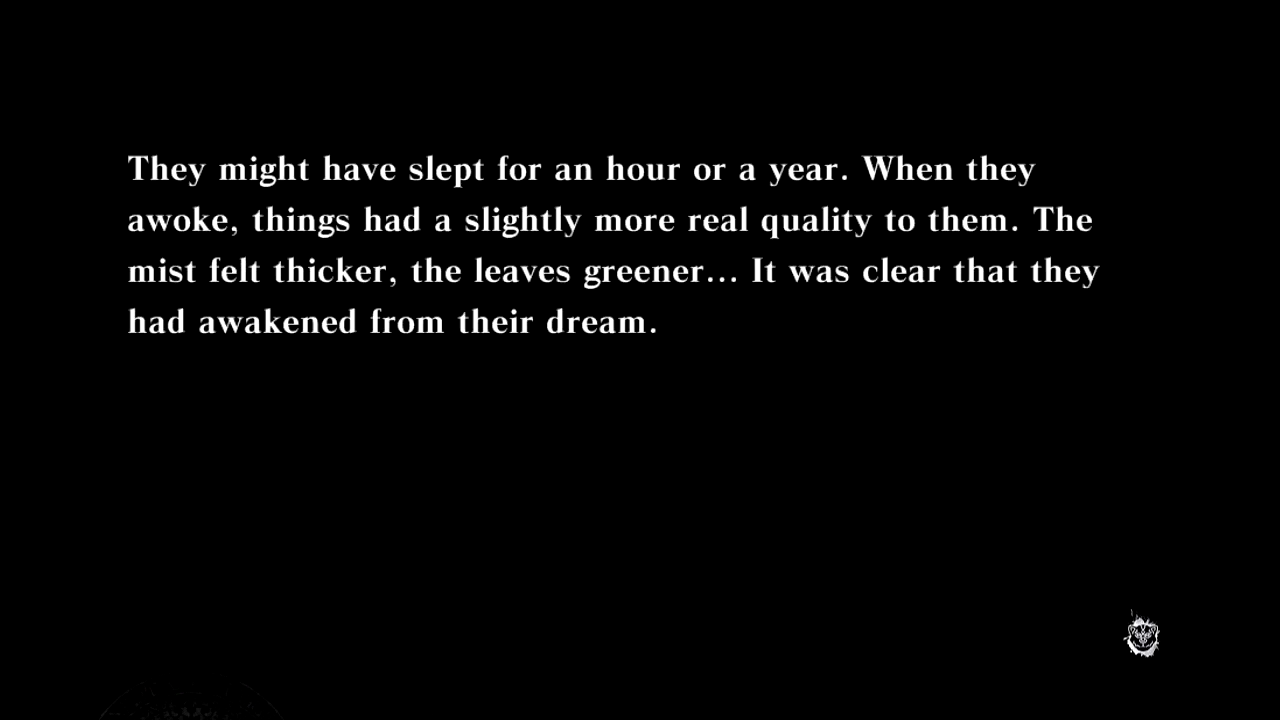 They might have slept for an hour or a year. When they
awoke, things had a slightly more real quality to them. The
mist felt thicker, the leaves greener... It was clear that they
had awakened from their dream.